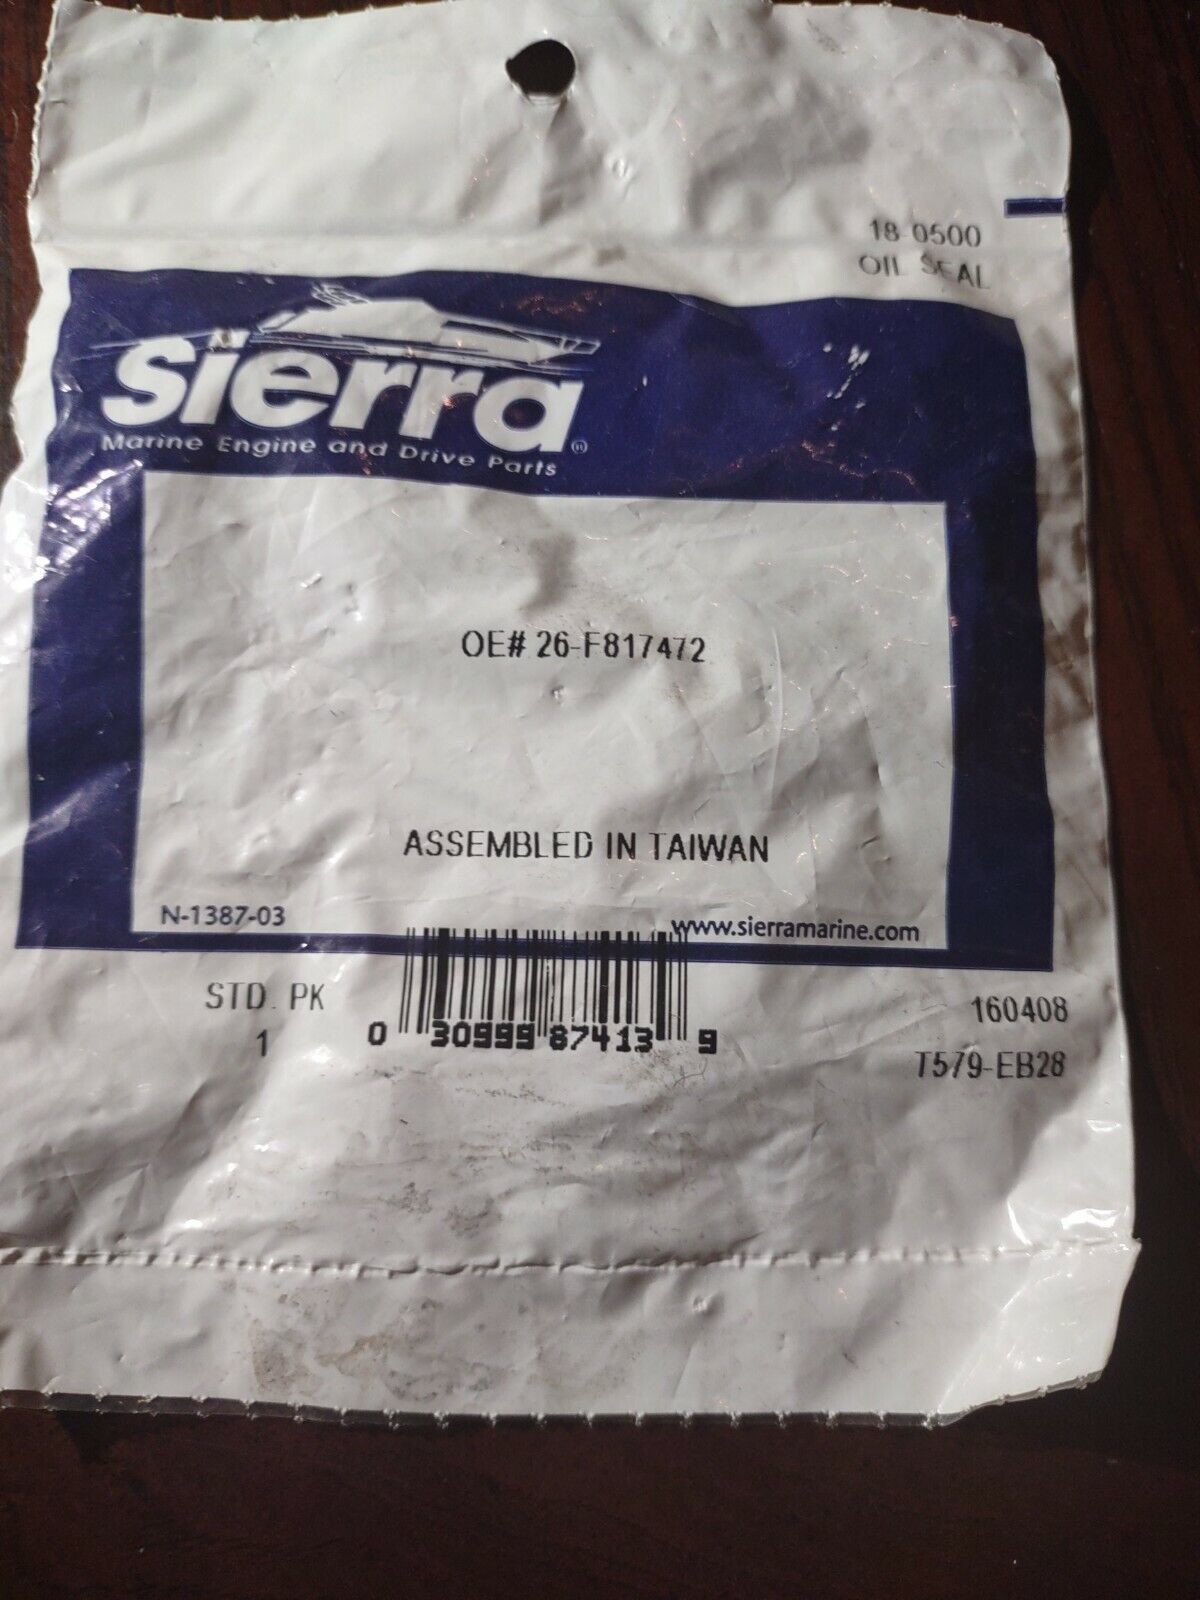 18-0500
OIL SEAL
sierra®
Marine Engine and Drive Parts
OE# 26-F817472
ASSEMBLED IN TAIWAN
N-1387-03
www.sierramarine.com
STD. PK
1
0 30999 87413 9
160408
T579-EB28